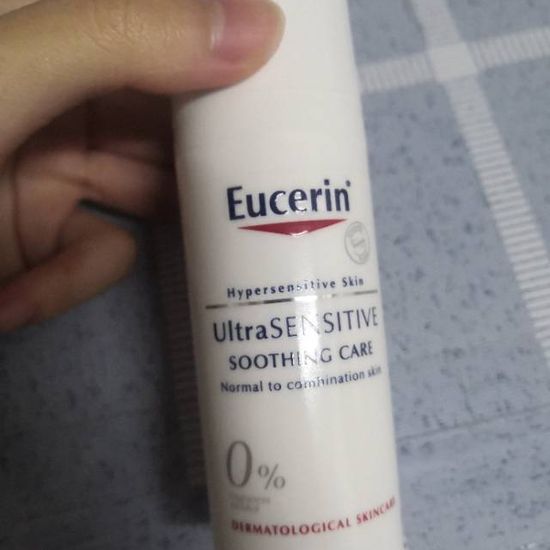 Eucerin
Hypersensitive Skin
UltraSENSITIVE
SOOTHING CARE
Normal to combination skin
0%
DERMATOLOGICAL SKINCARE